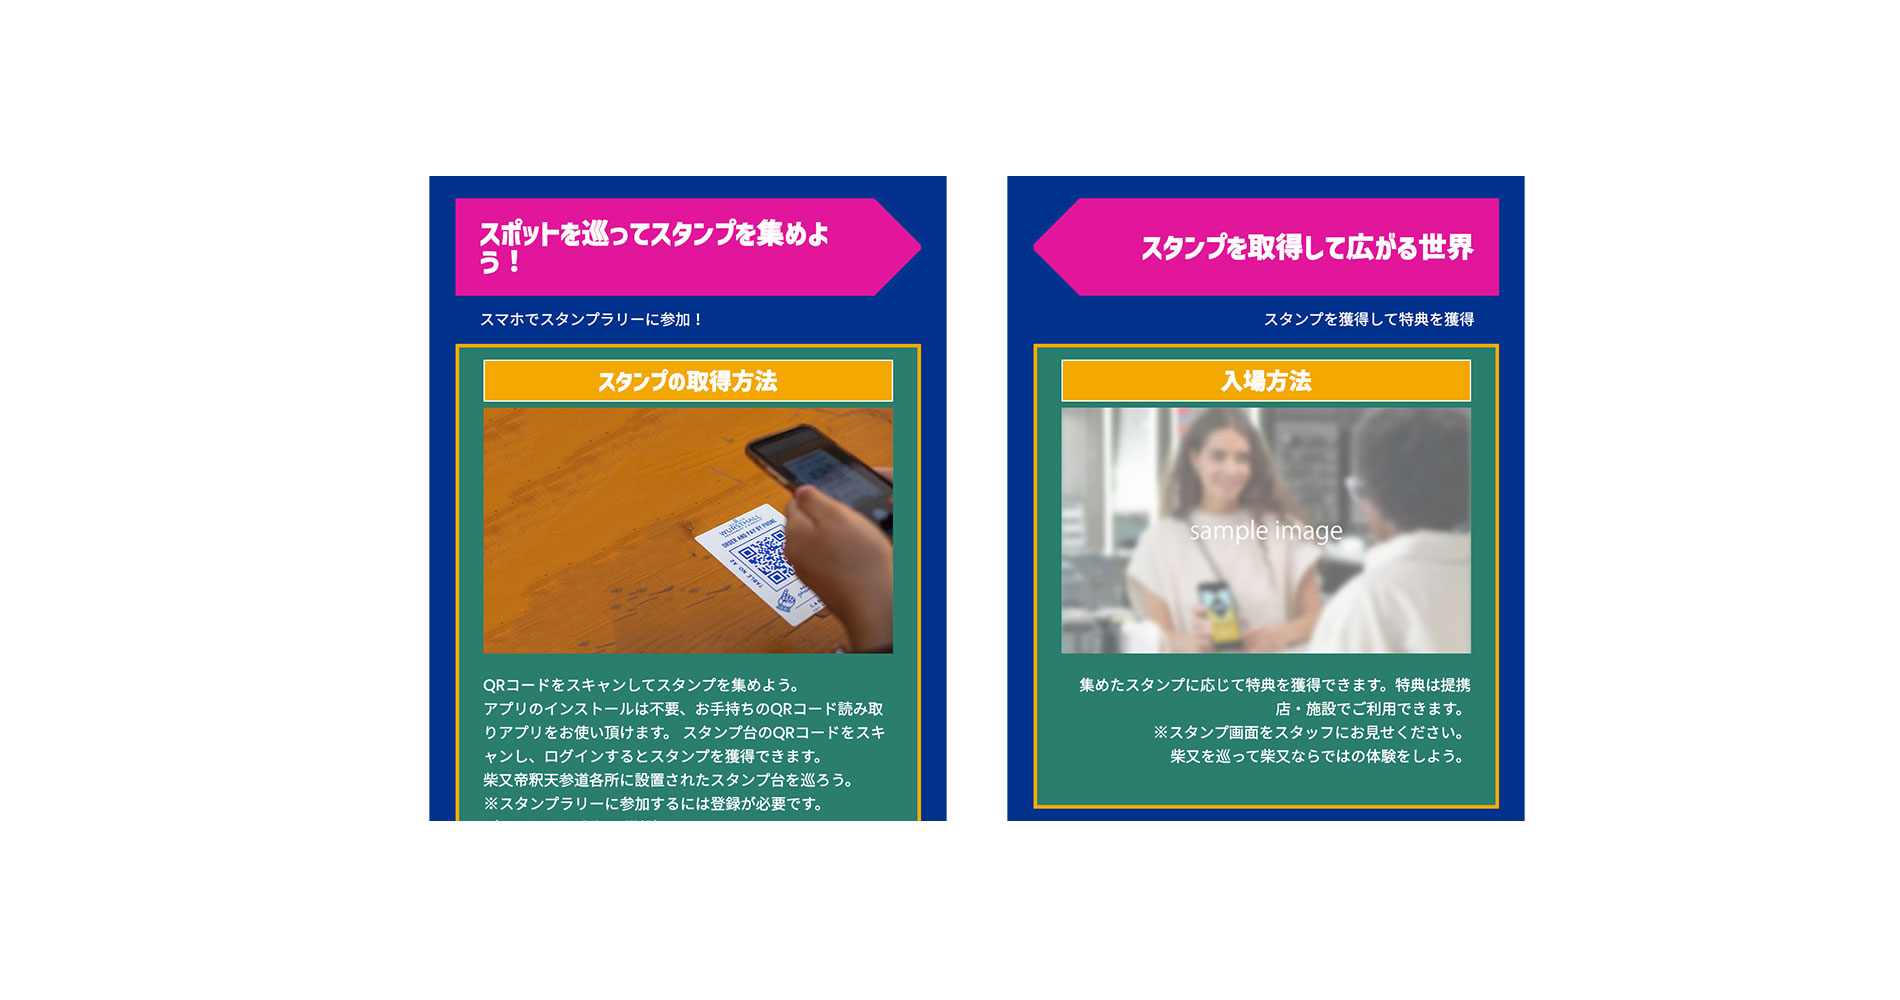 スポットを巡ってスタンプを集めよ
う！
スマホでスタンプラリーに参加！
スタンプの取得方法
WURSTHALL
ORDER AND PAY BY PHONE
TABLE NO. A2
QRコードをスキャンしてスタンプを集めよう。
アプリのインストールは不要、お手持ちのQRコード読み取
りアプリをお使い頂けます。 スタンプ台のQRコードをスキ
ャンし、ログインするとスタンプを獲得できます。
柴又帝釈天参道各所に設置されたスタンプ台を巡ろう。
※スタンプラリーに参加するには登録が必要です。
スタンプを取得して広がる世界
スタンプを獲得して特典を獲得
入場方法
sample image
集めたスタンプに応じて特典を獲得できます。特典は提携
店・施設でご利用できます。
※スタンプ画面をスタッフにお見せください。
柴又を巡って柴又ならではの体験をしよう。